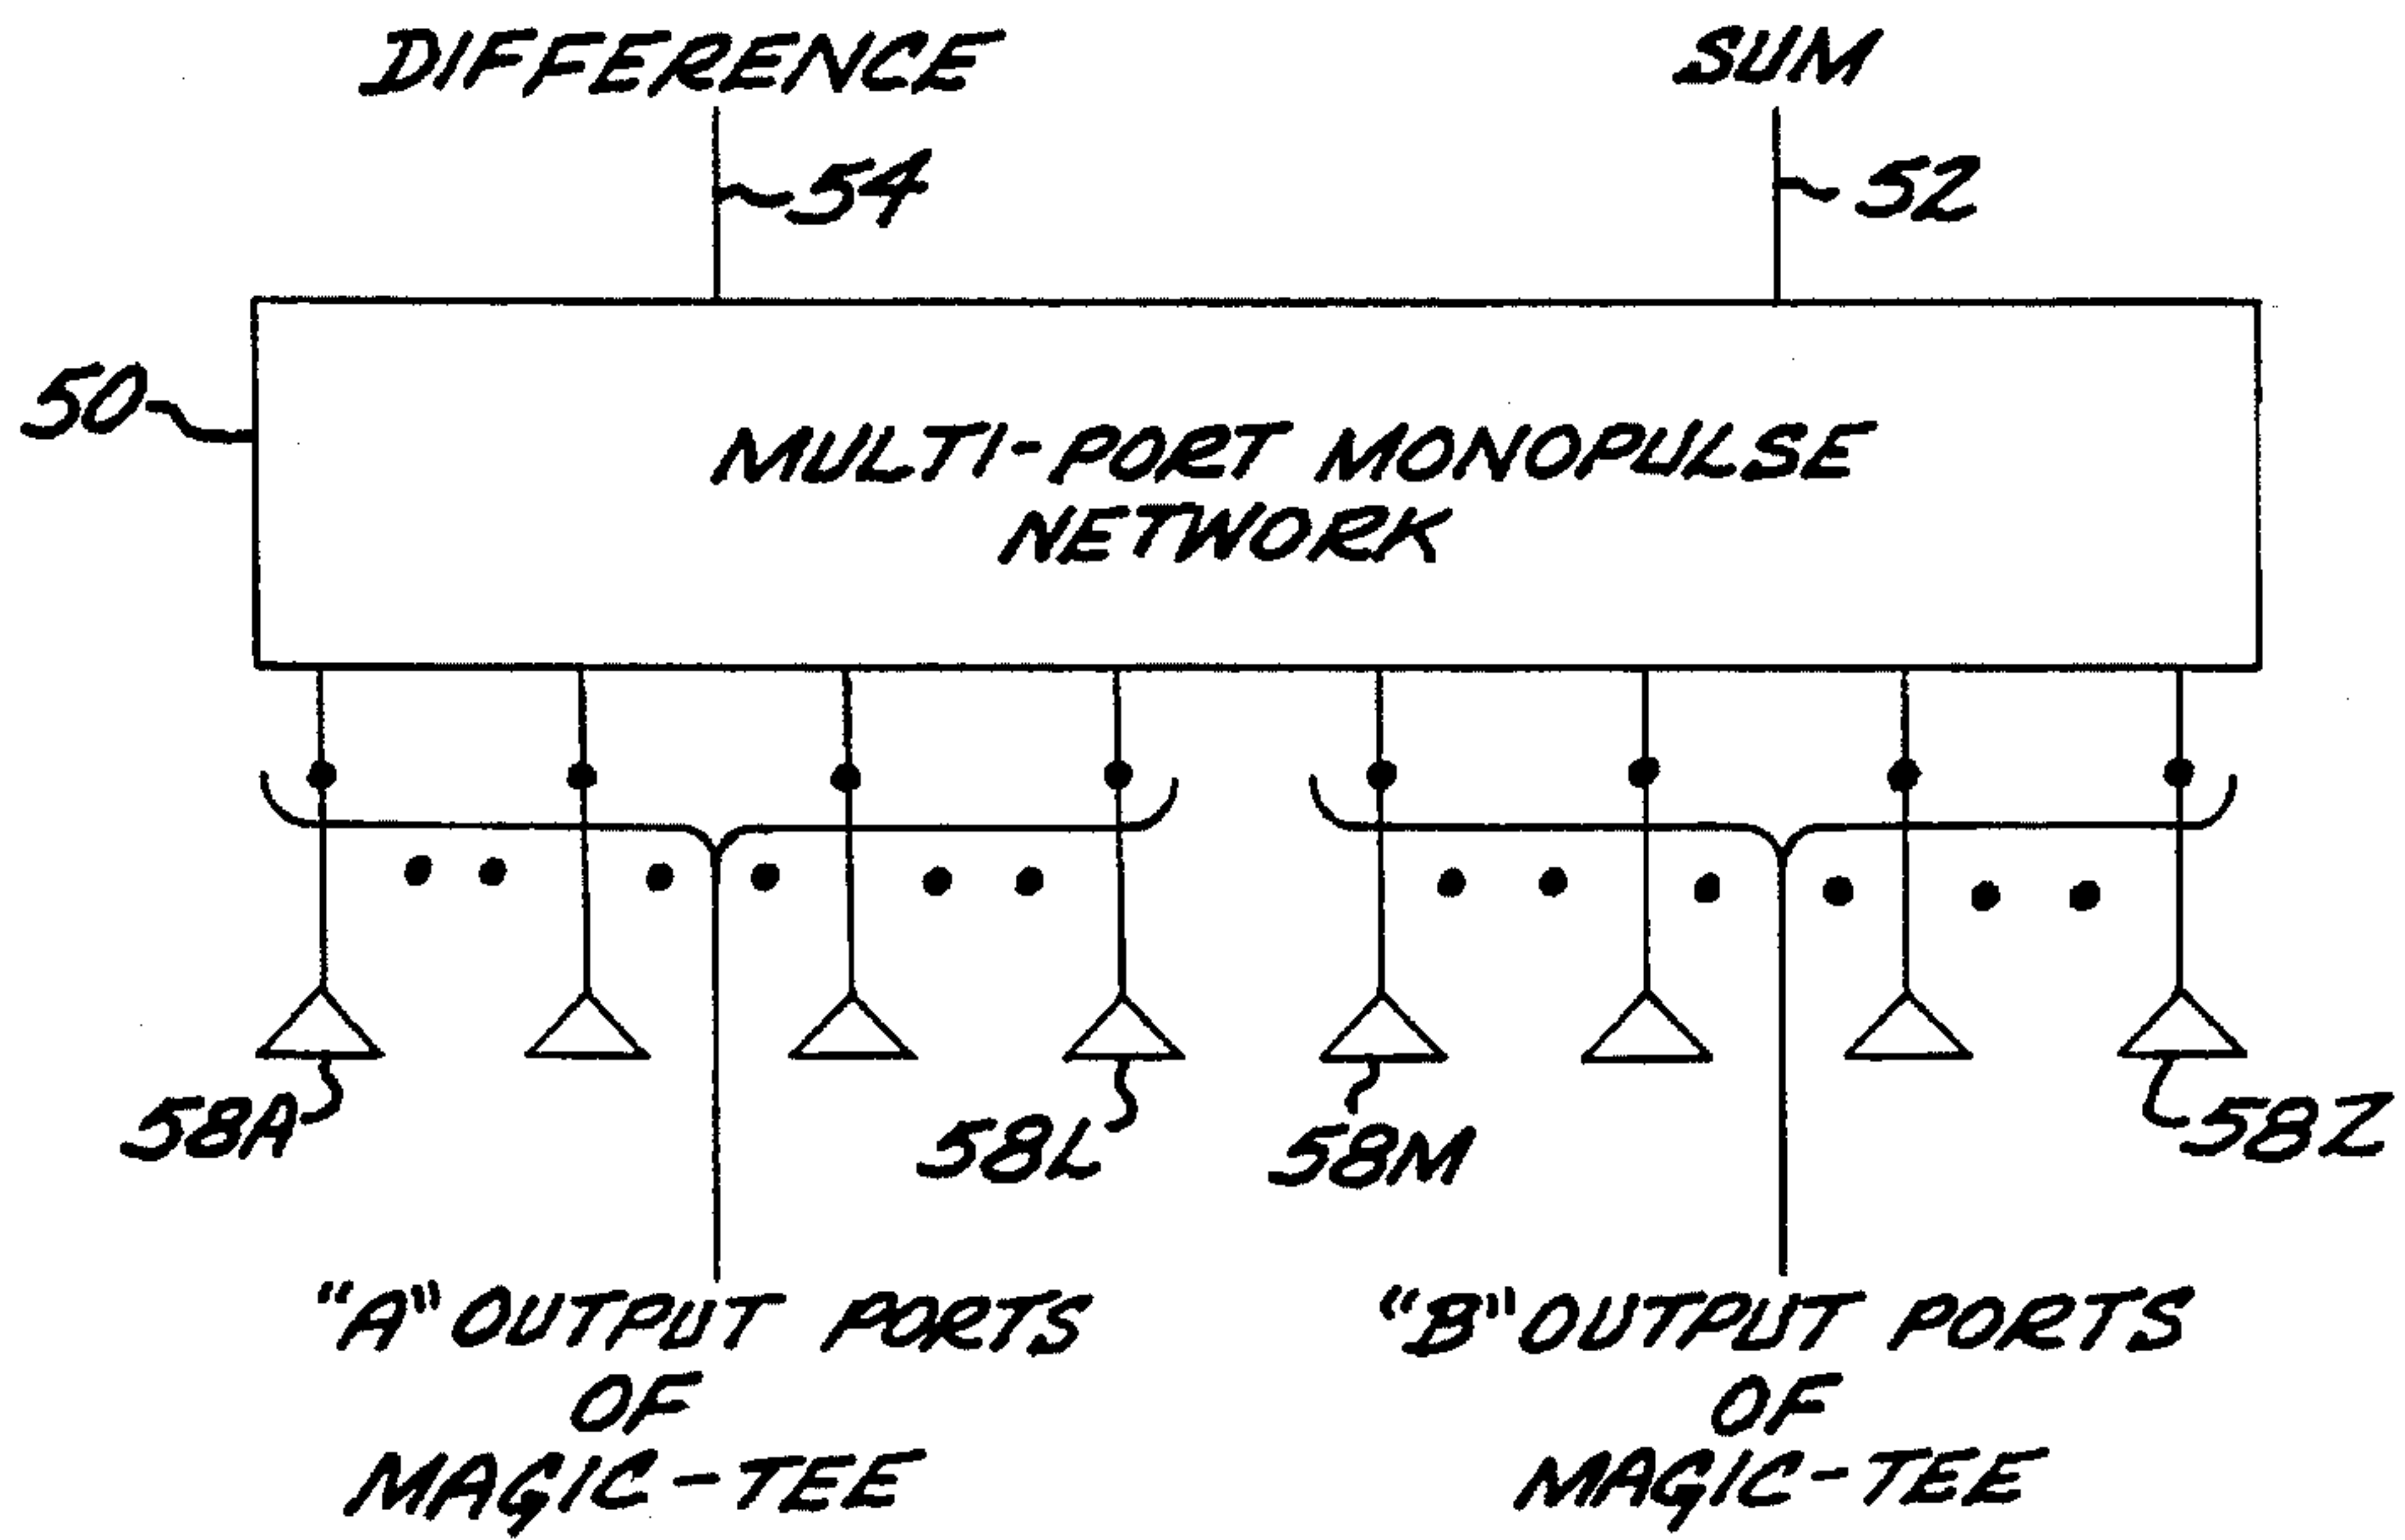 DIFFERENCE
SUM
54
52
50
MULTI-PORT MONOPULSE
NETWORK
58A
58L
58M
58Z
"A" OUTPUT PORTS
OF
MAGIC-TEE
"B" OUTPUT PORTS
OF
MAGIC-TEE